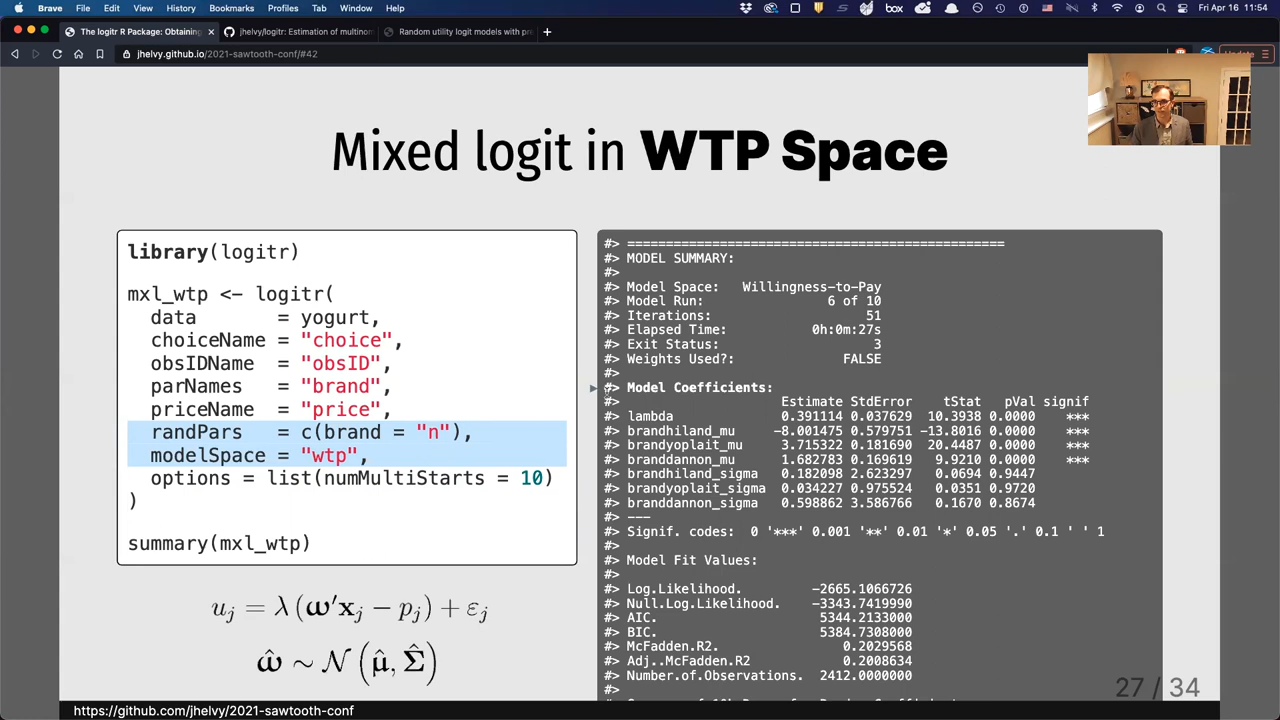 Brave File Edit View History Bookmarks Profiles Tab Window Help
box
Fri Apr 16 11:54
The logitr R Package: Obtaining
jhelvy/logitr: Estimation of multinom
Random utility logit models with pre
jhelvy.github.io/2021-sawtooth-conf/#42
Update
Mixed logit in WTP Space
library(logitr)
mxl_wtp <- logitr(
data = yogurt,
choiceName = "choice",
obsIDName = "obsID",
parNames = "brand",
priceName = "price",
randPars = c(brand = "n"),
modelSpace = "wtp",
options = list(numMultiStarts = 10)
)
summary(mxl_wtp)
u_j = λ (ω′x_j − p_j) + ε_j
ω̂ ∼ 𝒩 (μ̂, Σ̂)
#> =================================================
#> MODEL SUMMARY:
#>
#> Model Space: Willingness-to-Pay
#> Model Run: 6 of 10
#> Iterations: 51
#> Elapsed Time: 0h:0m:27s
#> Exit Status: 3
#> Weights Used?: FALSE
#>
#> Model Coefficients:
#> Estimate StdError tStat pVal signif
#> lambda 0.391114 0.037629 10.3938 0.0000 ***
#> brandhiland_mu -8.001475 0.579751 -13.8016 0.0000 ***
#> brandyoplait_mu 3.715322 0.181690 20.4487 0.0000 ***
#> branddannon_mu 1.682783 0.169619 9.9210 0.0000 ***
#> brandhiland_sigma 0.182098 2.623297 0.0694 0.9447
#> brandyoplait_sigma 0.034227 0.975524 0.0351 0.9720
#> branddannon_sigma 0.598862 3.586766 0.1670 0.8674
#> ---
#> Signif. codes: 0 '***' 0.001 '**' 0.01 '*' 0.05 '.' 0.1 ' ' 1
#>
#> Model Fit Values:
#>
#> Log.Likelihood. -2665.1066726
#> Null.Log.Likelihood. -3343.7419990
#> AIC. 5344.2133000
#> BIC. 5384.7308000
#> McFadden.R2. 0.2029568
#> Adj..McFadden.R2 0.2008634
#> Number.of.Observations. 2412.0000000
#>
27 / 34
https://github.com/jhelvy/2021-sawtooth-conf